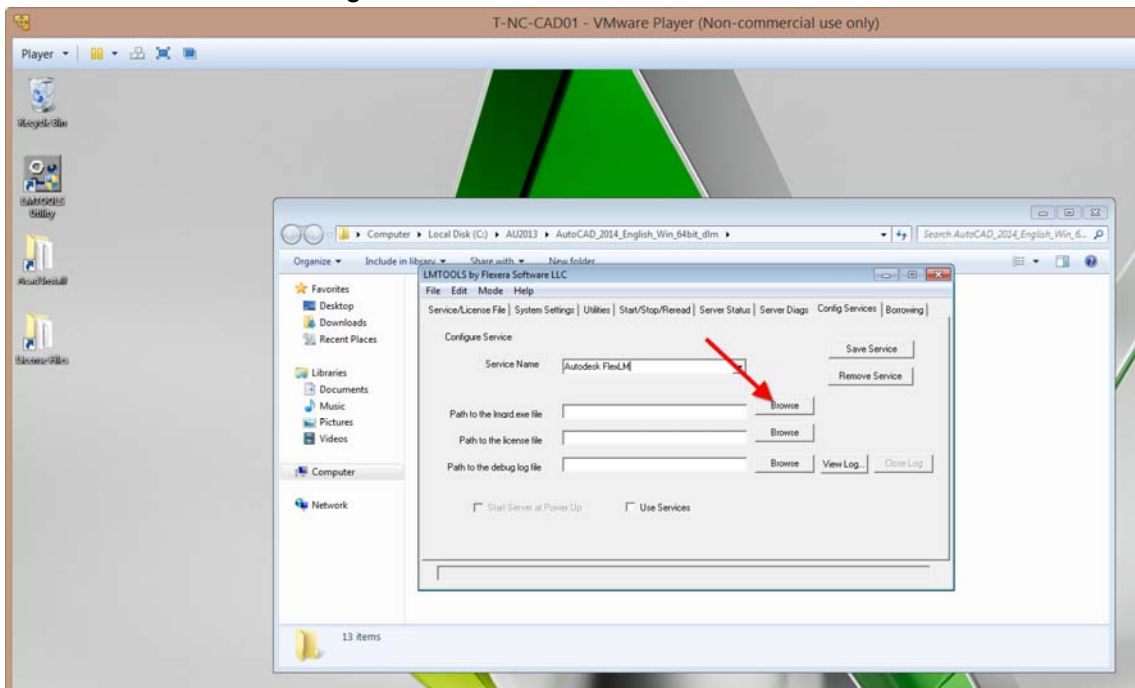 T-NC-CAD01 - VMware Player (Non-commercial use only)
Player
Recycle Bin
LMTOOLS
Utility
Computer ▸ Local Disk (C:) ▸ AU2013 ▸ AutoCAD_2014_English_Win_64bit_dlm ▸
Search AutoCAD_2014_English_Win_6...
Organize Include in library Share with New folder
Favorites
Desktop
Downloads
Recent Places
Libraries
Documents
Music
Pictures
Videos
Computer
Network
13 items
LMTOOLS by Flexera Software LLC
File Edit Mode Help
Service/License File System Settings Utilities Start/Stop/Reread Server Status Server Diags Config Services Borrowing
Configure Service
Save Service
Service Name Autodesk FlexLM
Remove Service
Path to the lmgrd.exe file Browse
Path to the license file Browse
Path to the debug log file Browse View Log... Close Log
Start Server at Power Up Use Services